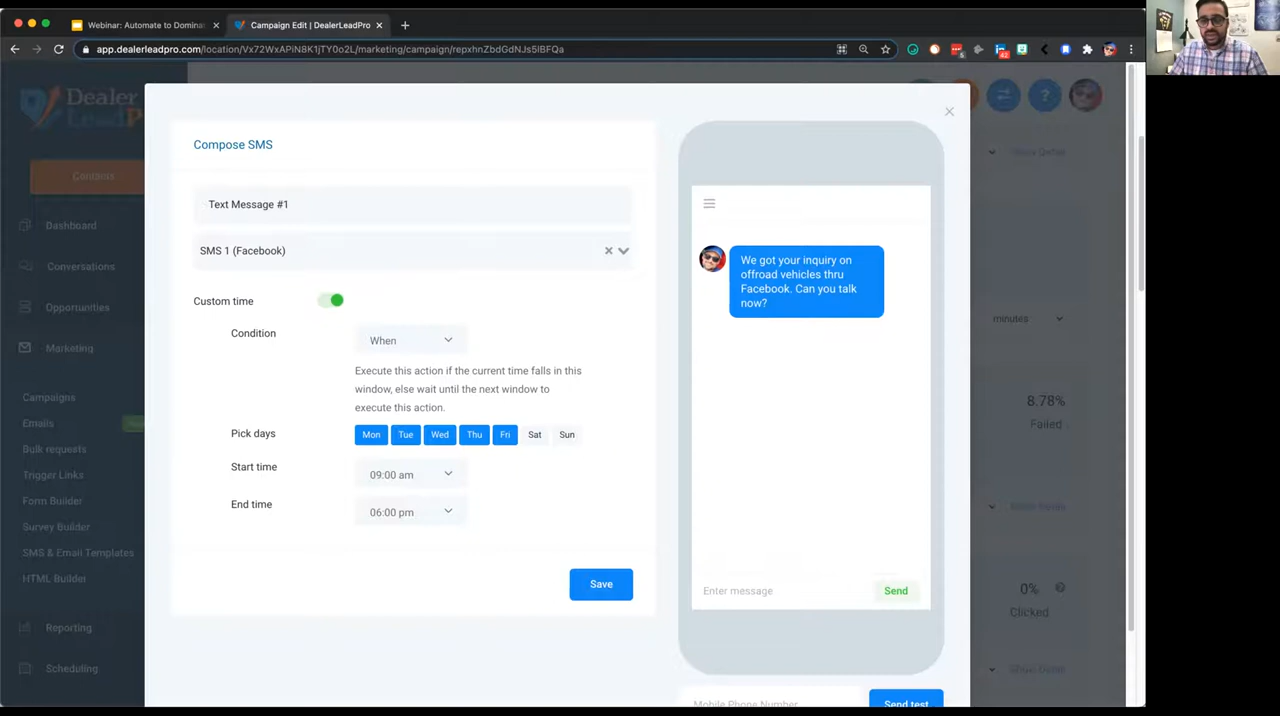 Webinar: Automate to Domina
Campaign Edit | DealerLeadPro
app.dealerleadpro.com/location/Vx72WxAPiN8K1jTY0o2L/marketing/campaign/repxhnZbdGdNJs5lBFQa
Dealer
Contacts
Dashboard
Conversations
Opportunities
Marketing
Campaigns
Emails
Bulk requests
Trigger Links
Form Builder
Survey Builder
SMS & Email Templates
HTML Builder
Reporting
Scheduling
Compose SMS
Text Message #1
SMS 1 (Facebook)
Custom time
Condition
When
Execute this action if the current time falls in this
window, else wait until the next window to
execute this action.
Pick days
Mon Tue Wed Thu Fri Sat Sun
Start time
09:00 am
End time
06:00 pm
Save
We got your inquiry on
offroad vehicles thru
Facebook. Can you talk
now?
Enter message
Send
Mobile Phone Number
Send test
minutes
8.78%
Failed
0%
Clicked